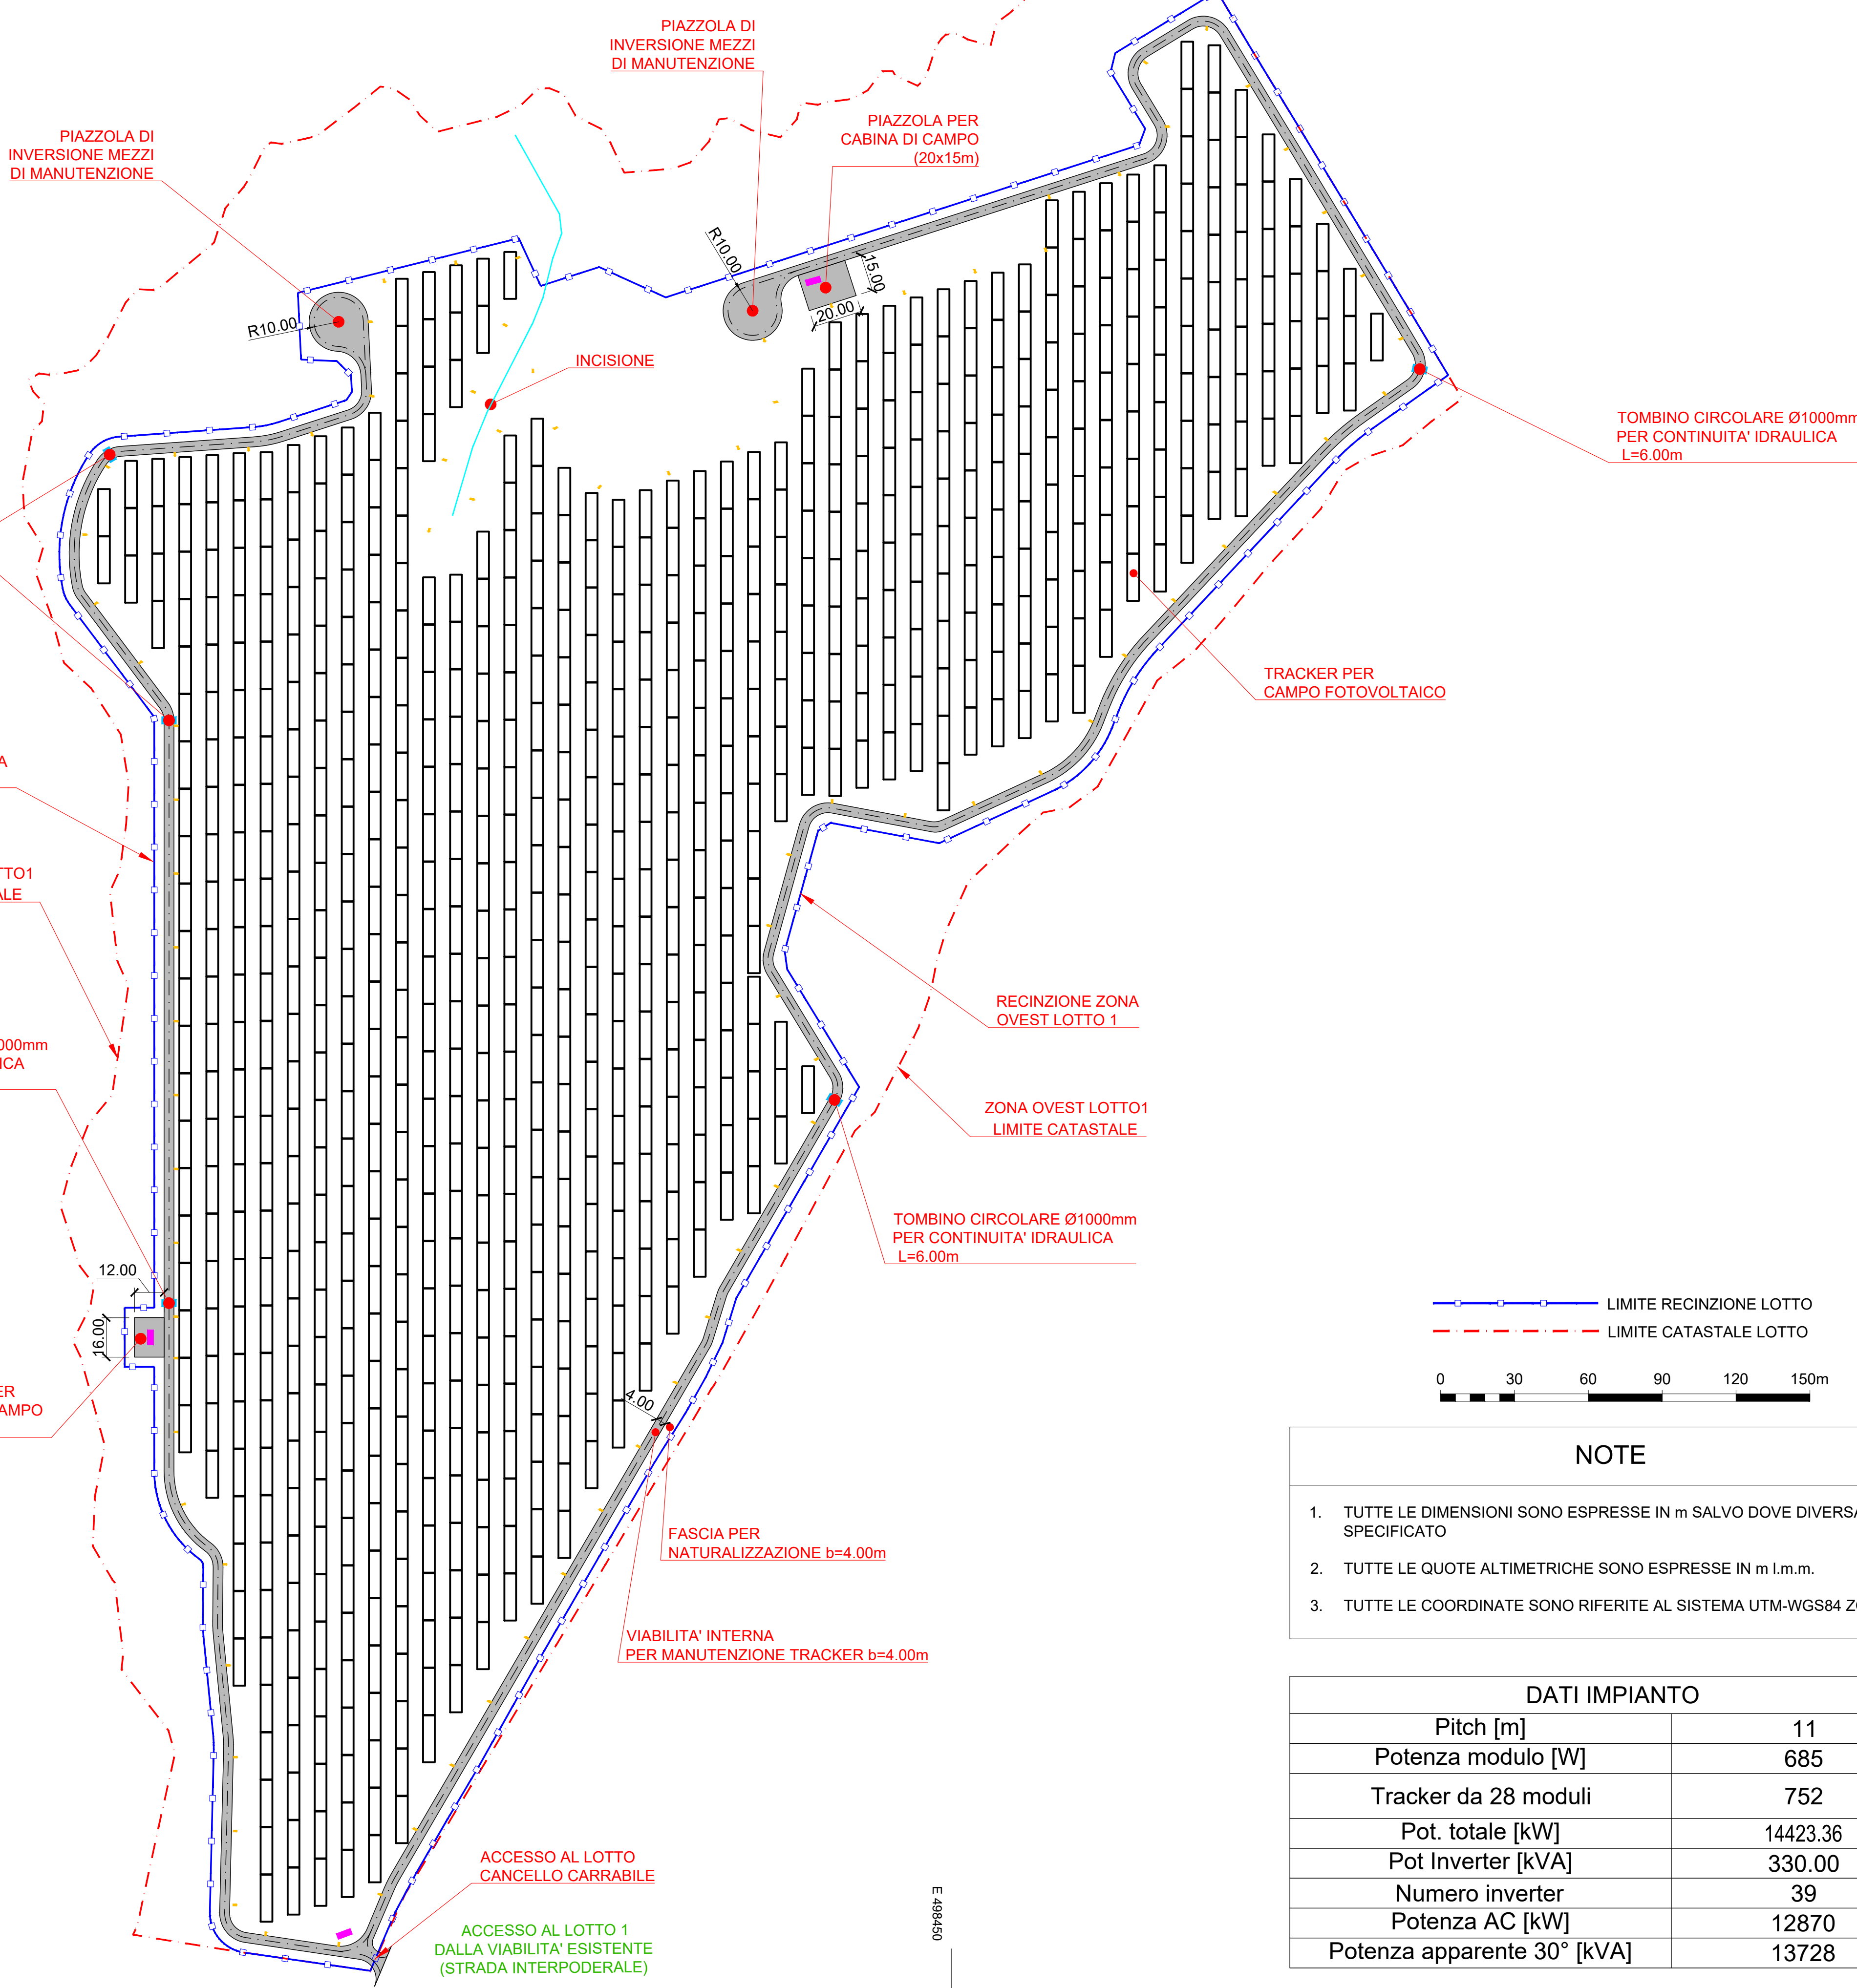 PIAZZOLA DI
INVERSIONE MEZZI
DI MANUTENZIONE
PIAZZOLA PER
CABINA DI CAMPO
(20x15m)
PIAZZOLA DI
INVERSIONE MEZZI
DI MANUTENZIONE
R10.00
15.00
20.00
R10.00
INCISIONE
TOMBINO CIRCOLARE Ø1000mm
PER CONTINUITA' IDRAULICA
L=6.00m
TRACKER PER
CAMPO FOTOVOLTAICO
A
TTO1
ALE
RECINZIONE ZONA
OVEST LOTTO 1
000mm
ICA
ZONA OVEST LOTTO1
LIMITE CATASTALE
TOMBINO CIRCOLARE Ø1000mm
PER CONTINUITA' IDRAULICA
L=6.00m
12.00
16.00
ER
AMPO
4.00
LIMITE RECINZIONE LOTTO
LIMITE CATASTALE LOTTO
0 30 60 90 120 150m
NOTE
1. TUTTE LE DIMENSIONI SONO ESPRESSE IN m SALVO DOVE DIVERSA
SPECIFICATO
2. TUTTE LE QUOTE ALTIMETRICHE SONO ESPRESSE IN m l.m.m.
3. TUTTE LE COORDINATE SONO RIFERITE AL SISTEMA UTM-WGS84 Z
FASCIA PER
NATURALIZZAZIONE b=4.00m
VIABILITA' INTERNA
PER MANUTENZIONE TRACKER b=4.00m
DATI IMPIANTO
Pitch [m] 11
Potenza modulo [W] 685
Tracker da 28 moduli 752
Pot. totale [kW] 14423.36
Pot Inverter [kVA] 330.00
Numero inverter 39
Potenza AC [kW] 12870
Potenza apparente 30° [kVA] 13728
ACCESSO AL LOTTO
CANCELLO CARRABILE
ACCESSO AL LOTTO 1
DALLA VIABILITA' ESISTENTE
(STRADA INTERPODERALE)
E 498450